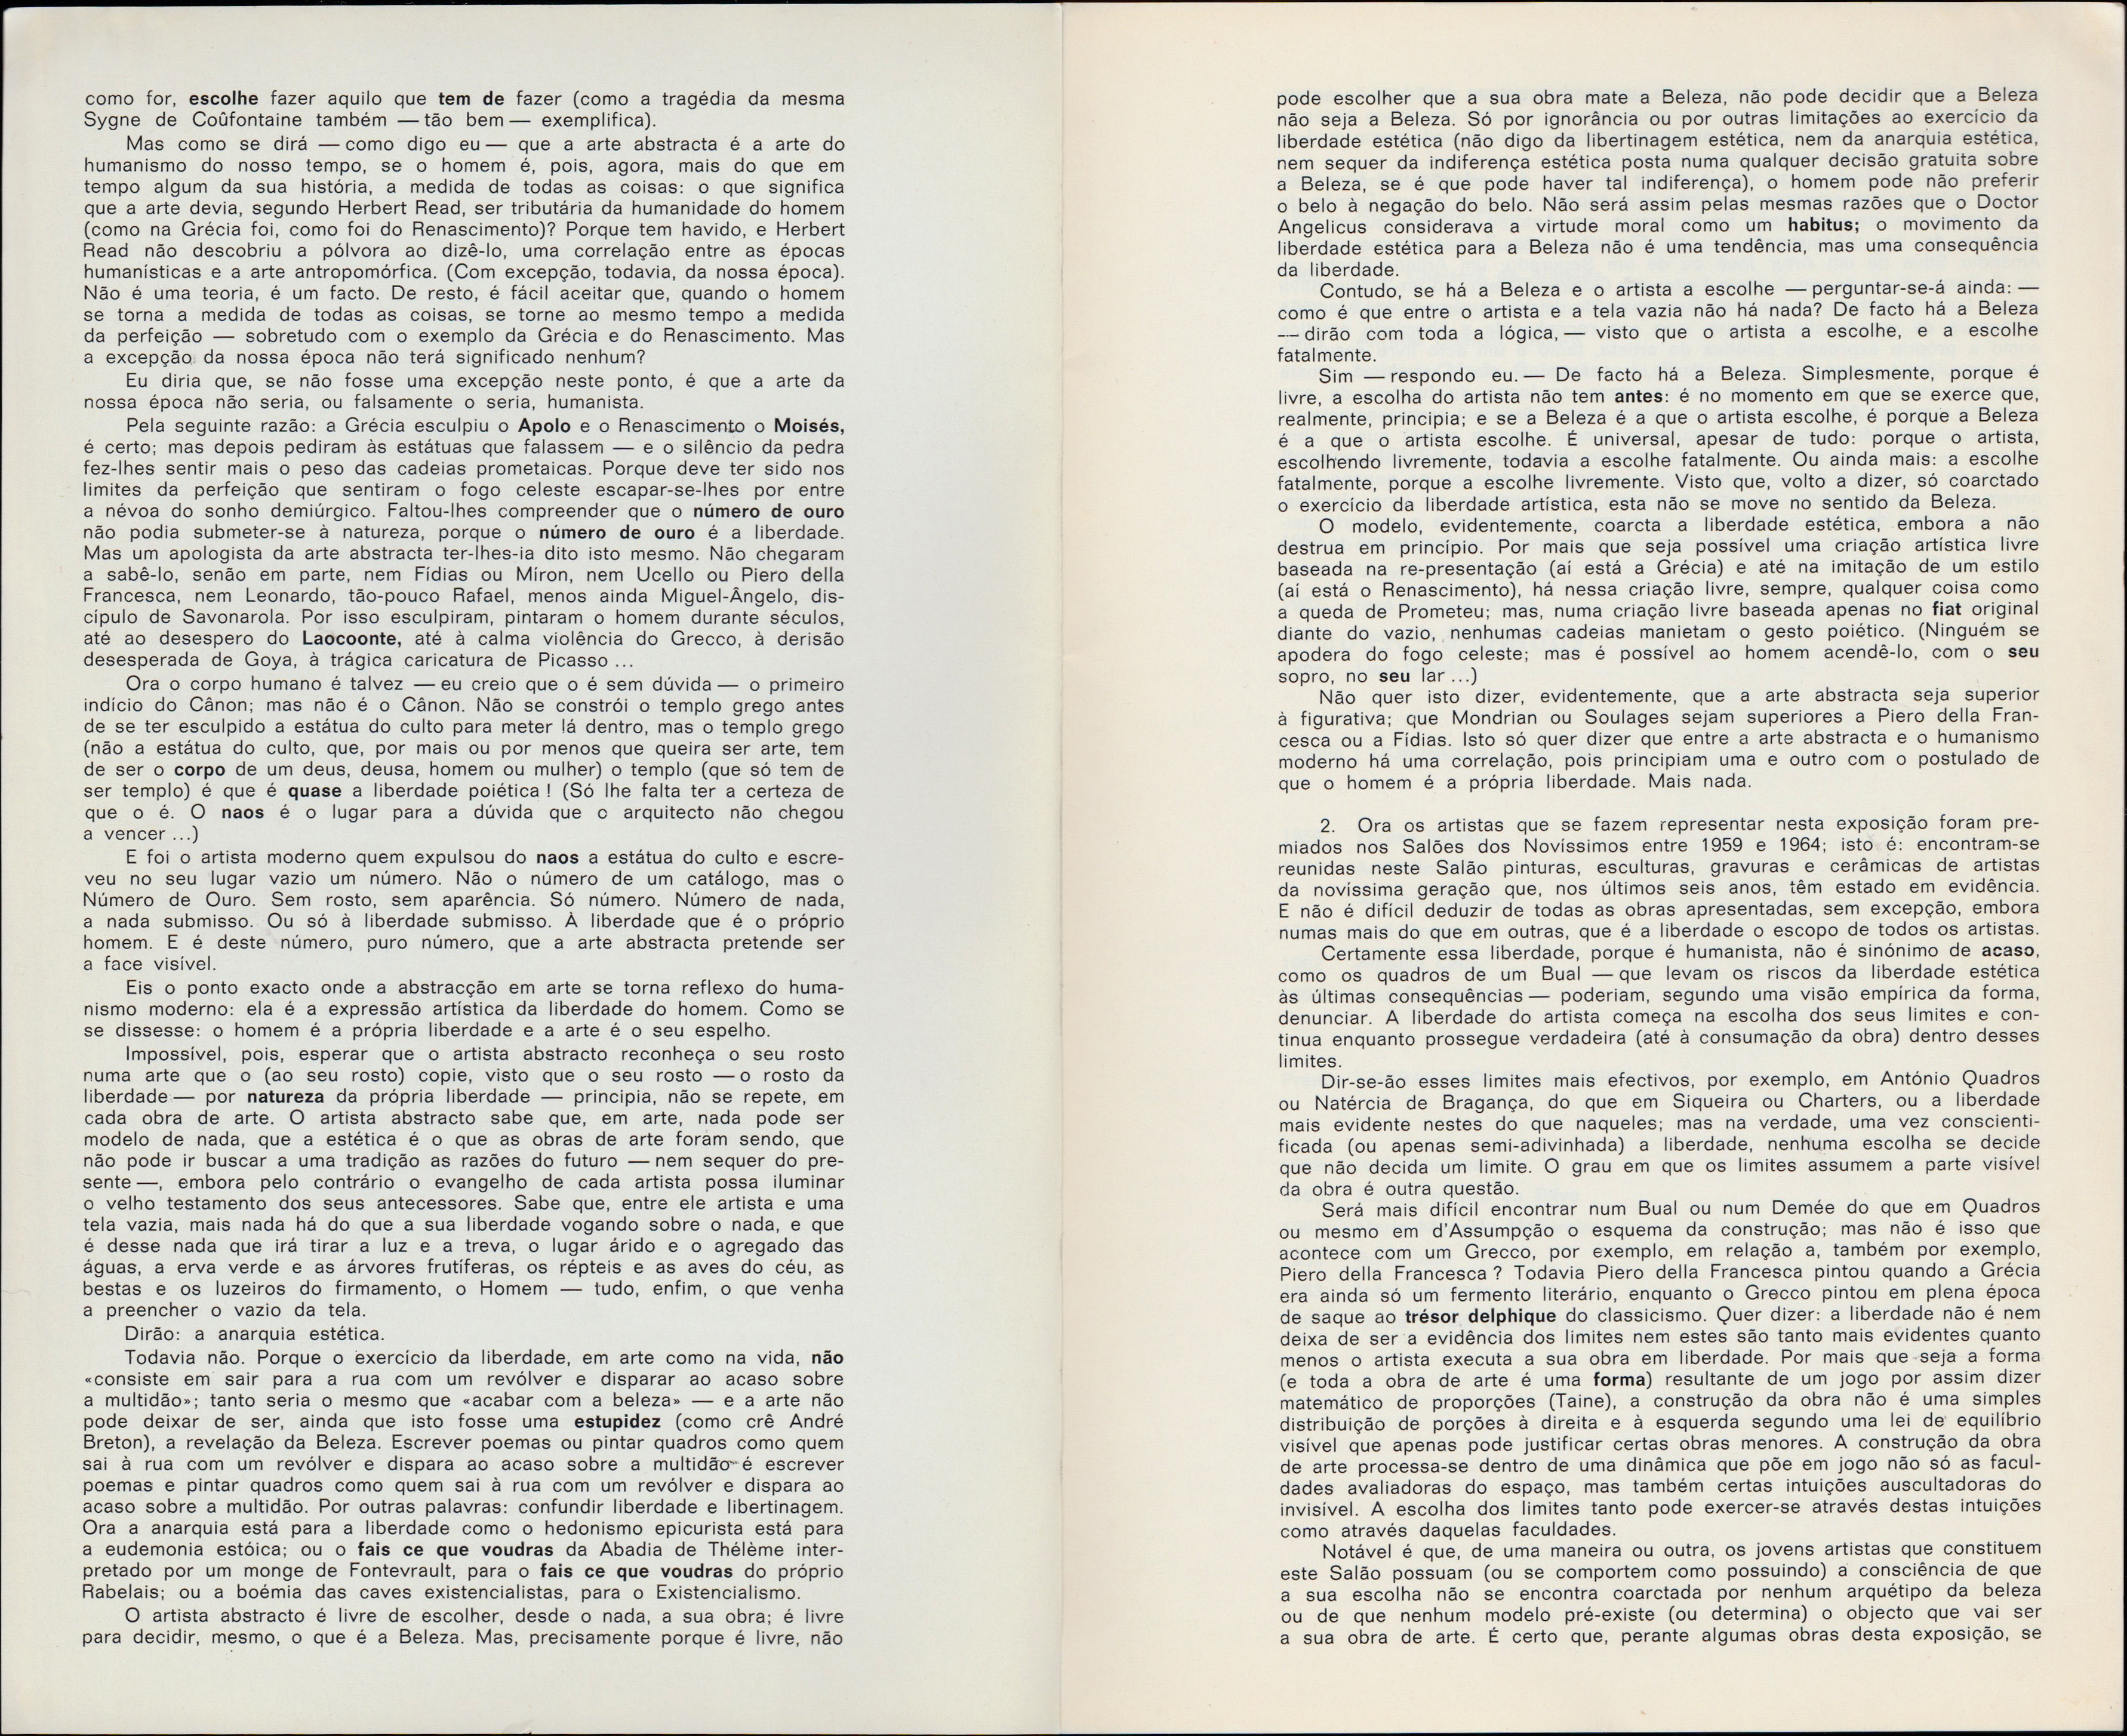 como for, escolhe fazer aquilo que tem de fazer (como a tragédia da mesma
Sygne de Coûfontaine também — tão bem — exemplifica).
Mas como se dirá — como digo eu — que a arte abstracta é a arte do
humanismo do nosso tempo, se o homem é, pois, agora, mais do que em
tempo algum da sua história, a medida de todas as coisas: o que significa
que a arte devia, segundo Herbert Read, ser tributária da humanidade do homem
(como na Grécia foi, como foi do Renascimento)? Porque tem havido, e Herbert
Read não descobriu a pólvora ao dizê-lo, uma correlação entre as épocas
humanísticas e a arte antropomórfica. (Com excepção, todavia, da nossa época).
Não é uma teoria, é um facto. De resto, é fácil aceitar que, quando o homem
se torna a medida de todas as coisas, se torne ao mesmo tempo a medida
da perfeição — sobretudo com o exemplo da Grécia e do Renascimento. Mas
a excepção da nossa época não terá significado nenhum?
Eu diria que, se não fosse uma excepção neste ponto, é que a arte da
nossa época não seria, ou falsamente o seria, humanista.
Pela seguinte razão: a Grécia esculpiu o Apolo e o Renascimento o Moisés,
é certo; mas depois pediram às estátuas que falassem — e o silêncio da pedra
fez-lhes sentir mais o peso das cadeias prometaicas. Porque deve ter sido nos
limites da perfeição que sentiram o fogo celeste escapar-se-lhes por entre
a névoa do sonho demiúrgico. Faltou-lhes compreender que o número de ouro
não podia submeter-se à natureza, porque o número de ouro é a liberdade.
Mas um apologista da arte abstracta ter-lhes-ia dito isto mesmo. Não chegaram
a sabê-lo, senão em parte, nem Fídias ou Míron, nem Ucello ou Piero della
Francesca, nem Leonardo, tão-pouco Rafael, menos ainda Miguel-Ângelo, dis-
cípulo de Savonarola. Por isso esculpiram, pintaram o homem durante séculos,
até ao desespero do Laocoonte, até à calma violência do Grecco, à derisão
desesperada de Goya, à trágica caricatura de Picasso ...
Ora o corpo humano é talvez — eu creio que o é sem dúvida — o primeiro
indício do Cânon; mas não é o Cânon. Não se constrói o templo grego antes
de se ter esculpido a estátua do culto para meter lá dentro, mas o templo grego
(não a estátua do culto, que, por mais ou por menos que queira ser arte, tem
de ser o corpo de um deus, deusa, homem ou mulher) o templo (que só tem de
ser templo) é que é quase a liberdade poiética ! (Só lhe falta ter a certeza de
que o é. O naos é o lugar para a dúvida que o arquitecto não chegou
a vencer ...)
E foi o artista moderno quem expulsou do naos a estátua do culto e escre-
veu no seu lugar vazio um número. Não o número de um catálogo, mas o
Número de Ouro. Sem rosto, sem aparência. Só número. Número de nada,
a nada submisso. Ou só à liberdade submisso. À liberdade que é o próprio
homem. E é deste número, puro número, que a arte abstracta pretende ser
a face visível.
Eis o ponto exacto onde a abstracção em arte se torna reflexo do huma-
nismo moderno: ela é a expressão artística da liberdade do homem. Como se
se dissesse: o homem é a própria liberdade e a arte é o seu espelho.
Impossível, pois, esperar que o artista abstracto reconheça o seu rosto
numa arte que o (ao seu rosto) copie, visto que o seu rosto — o rosto da
liberdade — por natureza da própria liberdade — principia, não se repete, em
cada obra de arte. O artista abstracto sabe que, em arte, nada pode ser
modelo de nada, que a estética é o que as obras de arte foram sendo, que
não pode ir buscar a uma tradição as razões do futuro — nem sequer do pre-
sente —, embora pelo contrário o evangelho de cada artista possa iluminar
o velho testamento dos seus antecessores. Sabe que, entre ele artista e uma
tela vazia, mais nada há do que a sua liberdade vogando sobre o nada, e que
é desse nada que irá tirar a luz e a treva, o lugar árido e o agregado das
águas, a erva verde e as árvores frutíferas, os répteis e as aves do céu, as
bestas e os luzeiros do firmamento, o Homem — tudo, enfim, o que venha
a preencher o vazio da tela.
Dirão: a anarquia estética.
Todavia não. Porque o exercício da liberdade, em arte como na vida, não
«consiste em sair para a rua com um revólver e disparar ao acaso sobre
a multidão»; tanto seria o mesmo que «acabar com a beleza» — e a arte não
pode deixar de ser, ainda que isto fosse uma estupidez (como crê André
Breton), a revelação da Beleza. Escrever poemas ou pintar quadros como quem
sai à rua com um revólver e dispara ao acaso sobre a multidão é escrever
poemas e pintar quadros como quem sai à rua com um revólver e dispara ao
acaso sobre a multidão. Por outras palavras: confundir liberdade e libertinagem.
Ora a anarquia está para a liberdade como o hedonismo epicurista está para
a eudemonia estóica; ou o fais ce que voudras da Abadia de Thélème inter-
pretado por um monge de Fontevrault, para o fais ce que voudras do próprio
Rabelais; ou a boémia das caves existencialistas, para o Existencialismo.
O artista abstracto é livre de escolher, desde o nada, a sua obra; é livre
para decidir, mesmo, o que é a Beleza. Mas, precisamente porque é livre, não
pode escolher que a sua obra mate a Beleza, não pode decidir que a Beleza
não seja a Beleza. Só por ignorância ou por outras limitações ao exercício da
liberdade estética (não digo da libertinagem estética, nem da anarquia estética,
nem sequer da indiferença estética posta numa qualquer decisão gratuita sobre
a Beleza, se é que pode haver tal indiferença), o homem pode não preferir
o belo à negação do belo. Não será assim pelas mesmas razões que o Doctor
Angelicus considerava a virtude moral como um habitus; o movimento da
liberdade estética para a Beleza não é uma tendência, mas uma consequência
da liberdade.
Contudo, se há a Beleza e o artista a escolhe — perguntar-se-á ainda: —
como é que entre o artista e a tela vazia não há nada? De facto há a Beleza
— dirão com toda a lógica, — visto que o artista a escolhe, e a escolhe
fatalmente.
Sim — respondo eu. — De facto há a Beleza. Simplesmente, porque é
livre, a escolha do artista não tem antes: é no momento em que se exerce que,
realmente, principia; e se a Beleza é a que o artista escolhe, é porque a Beleza
é a que o artista escolhe. É universal, apesar de tudo: porque o artista,
escolhendo livremente, todavia a escolhe fatalmente. Ou ainda mais: a escolhe
fatalmente, porque a escolhe livremente. Visto que, volto a dizer, só coarctado
o exercício da liberdade artística, esta não se move no sentido da Beleza.
O modelo, evidentemente, coarcta a liberdade estética, embora a não
destrua em princípio. Por mais que seja possível uma criação artística livre
baseada na re-presentação (aí está a Grécia) e até na imitação de um estilo
(aí está o Renascimento), há nessa criação livre, sempre, qualquer coisa como
a queda de Prometeu; mas, numa criação livre baseada apenas no fiat original
diante do vazio, nenhumas cadeias manietam o gesto poiético. (Ninguém se
apodera do fogo celeste; mas é possível ao homem acendê-lo, com o seu
sopro, no seu lar ...)
Não quer isto dizer, evidentemente, que a arte abstracta seja superior
à figurativa; que Mondrian ou Soulages sejam superiores a Piero della Fran-
cesca ou a Fídias. Isto só quer dizer que entre a arte abstracta e o humanismo
moderno há uma correlação, pois principiam uma e outro com o postulado de
que o homem é a própria liberdade. Mais nada.
2. Ora os artistas que se fazem representar nesta exposição foram pre-
miados nos Salões dos Novíssimos entre 1959 e 1964; isto é: encontram-se
reunidas neste Salão pinturas, esculturas, gravuras e cerâmicas de artistas
da novíssima geração que, nos últimos seis anos, têm estado em evidência.
E não é difícil deduzir de todas as obras apresentadas, sem excepção, embora
numas mais do que em outras, que é a liberdade o escopo de todos os artistas.
Certamente essa liberdade, porque é humanista, não é sinónimo de acaso,
como os quadros de um Bual — que levam os riscos da liberdade estética
às últimas consequências — poderiam, segundo uma visão empírica da forma,
denunciar. A liberdade do artista começa na escolha dos seus limites e con-
tinua enquanto prossegue verdadeira (até à consumação da obra) dentro desses
limites.
Dir-se-ão esses limites mais efectivos, por exemplo, em António Quadros
ou Natércia de Bragança, do que em Siqueira ou Charters, ou a liberdade
mais evidente nestes do que naqueles; mas na verdade, uma vez conscienti-
ficada (ou apenas semi-adivinhada) a liberdade, nenhuma escolha se decide
que não decida um limite. O grau em que os limites assumem a parte visível
da obra é outra questão.
Será mais difícil encontrar num Bual ou num Demée do que em Quadros
ou mesmo em d'Assumpção o esquema da construção; mas não é isso que
acontece com um Grecco, por exemplo, em relação a, também por exemplo,
Piero della Francesca ? Todavia Piero della Francesca pintou quando a Grécia
era ainda só um fermento literário, enquanto o Grecco pintou em plena época
de saque ao trésor delphique do classicismo. Quer dizer: a liberdade não é nem
deixa de ser a evidência dos limites nem estes são tanto mais evidentes quanto
menos o artista executa a sua obra em liberdade. Por mais que seja a forma
(e toda a obra de arte é uma forma) resultante de um jogo por assim dizer
matemático de proporções (Taine), a construção da obra não é uma simples
distribuição de porções à direita e à esquerda segundo uma lei de equilíbrio
visível que apenas pode justificar certas obras menores. A construção da obra
de arte processa-se dentro de uma dinâmica que põe em jogo não só as facul-
dades avaliadoras do espaço, mas também certas intuições auscultadoras do
invisível. A escolha dos limites tanto pode exercer-se através destas intuições
como através daquelas faculdades.
Notável é que, de uma maneira ou outra, os jovens artistas que constituem
este Salão possuam (ou se comportem como possuindo) a consciência de que
a sua escolha não se encontra coarctada por nenhum arquétipo da beleza
ou de que nenhum modelo pré-existe (ou determina) o objecto que vai ser
a sua obra de arte. É certo que, perante algumas obras desta exposição, se